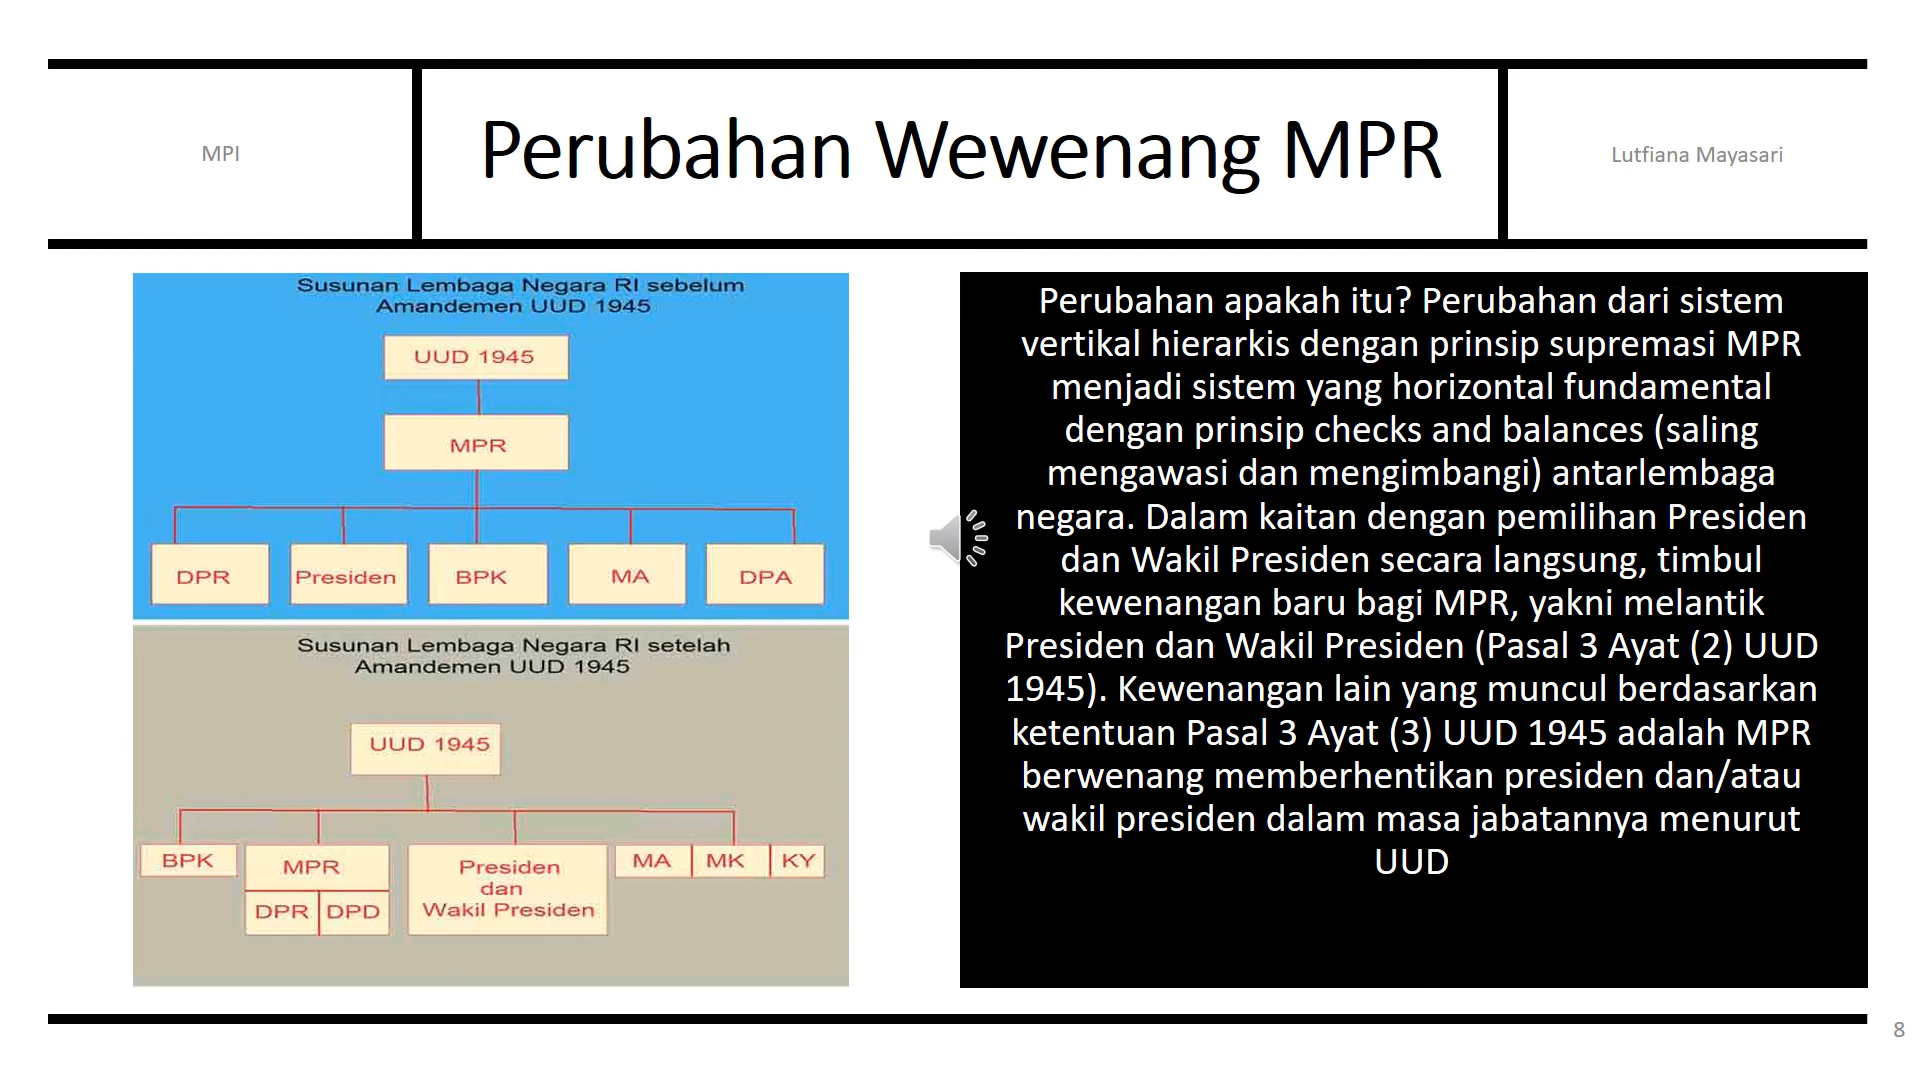 MPI
Perubahan Wewenang MPR
Lutfiana Mayasari
Susunan Lembaga Negara RI sebelum
Amandemen UUD 1945
UUD 1945
MPR
DPR Presiden BPK MA DPA
Susunan Lembaga Negara RI setelah
Amandemen UUD 1945
UUD 1945
BPK
MPR
DPR DPD
Presiden
dan
Wakil Presiden
MA MK KY
Perubahan apakah itu? Perubahan dari sistem
vertikal hierarkis dengan prinsip supremasi MPR
menjadi sistem yang horizontal fundamental
dengan prinsip checks and balances (saling
mengawasi dan mengimbangi) antarlembaga
negara. Dalam kaitan dengan pemilihan Presiden
dan Wakil Presiden secara langsung, timbul
kewenangan baru bagi MPR, yakni melantik
Presiden dan Wakil Presiden (Pasal 3 Ayat (2) UUD
1945). Kewenangan lain yang muncul berdasarkan
ketentuan Pasal 3 Ayat (3) UUD 1945 adalah MPR
berwenang memberhentikan presiden dan/atau
wakil presiden dalam masa jabatannya menurut
UUD
8